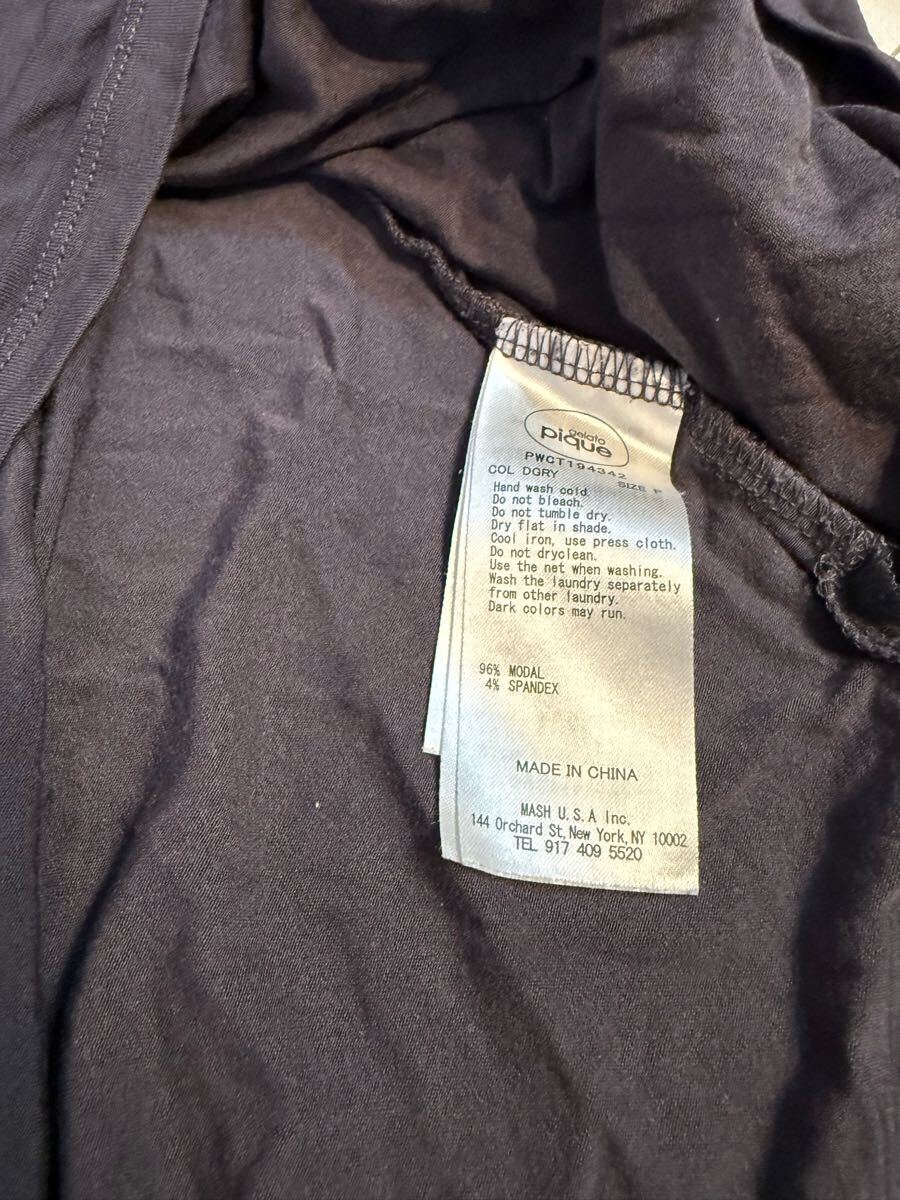 gelato
pique
PWCT194342
COL DGRY SIZE F
Hand wash cold.
Do not bleach.
Do not tumble dry.
Dry flat in shade.
Cool iron, use press cloth.
Do not dryclean.
Use the net when washing.
Wash the laundry separately
from other laundry.
Dark colors may run.
96% MODAL
4% SPANDEX
MADE IN CHINA
MASH U.S.A Inc.
144 Orchard St,New York,NY 10002
TEL 917 409 5520